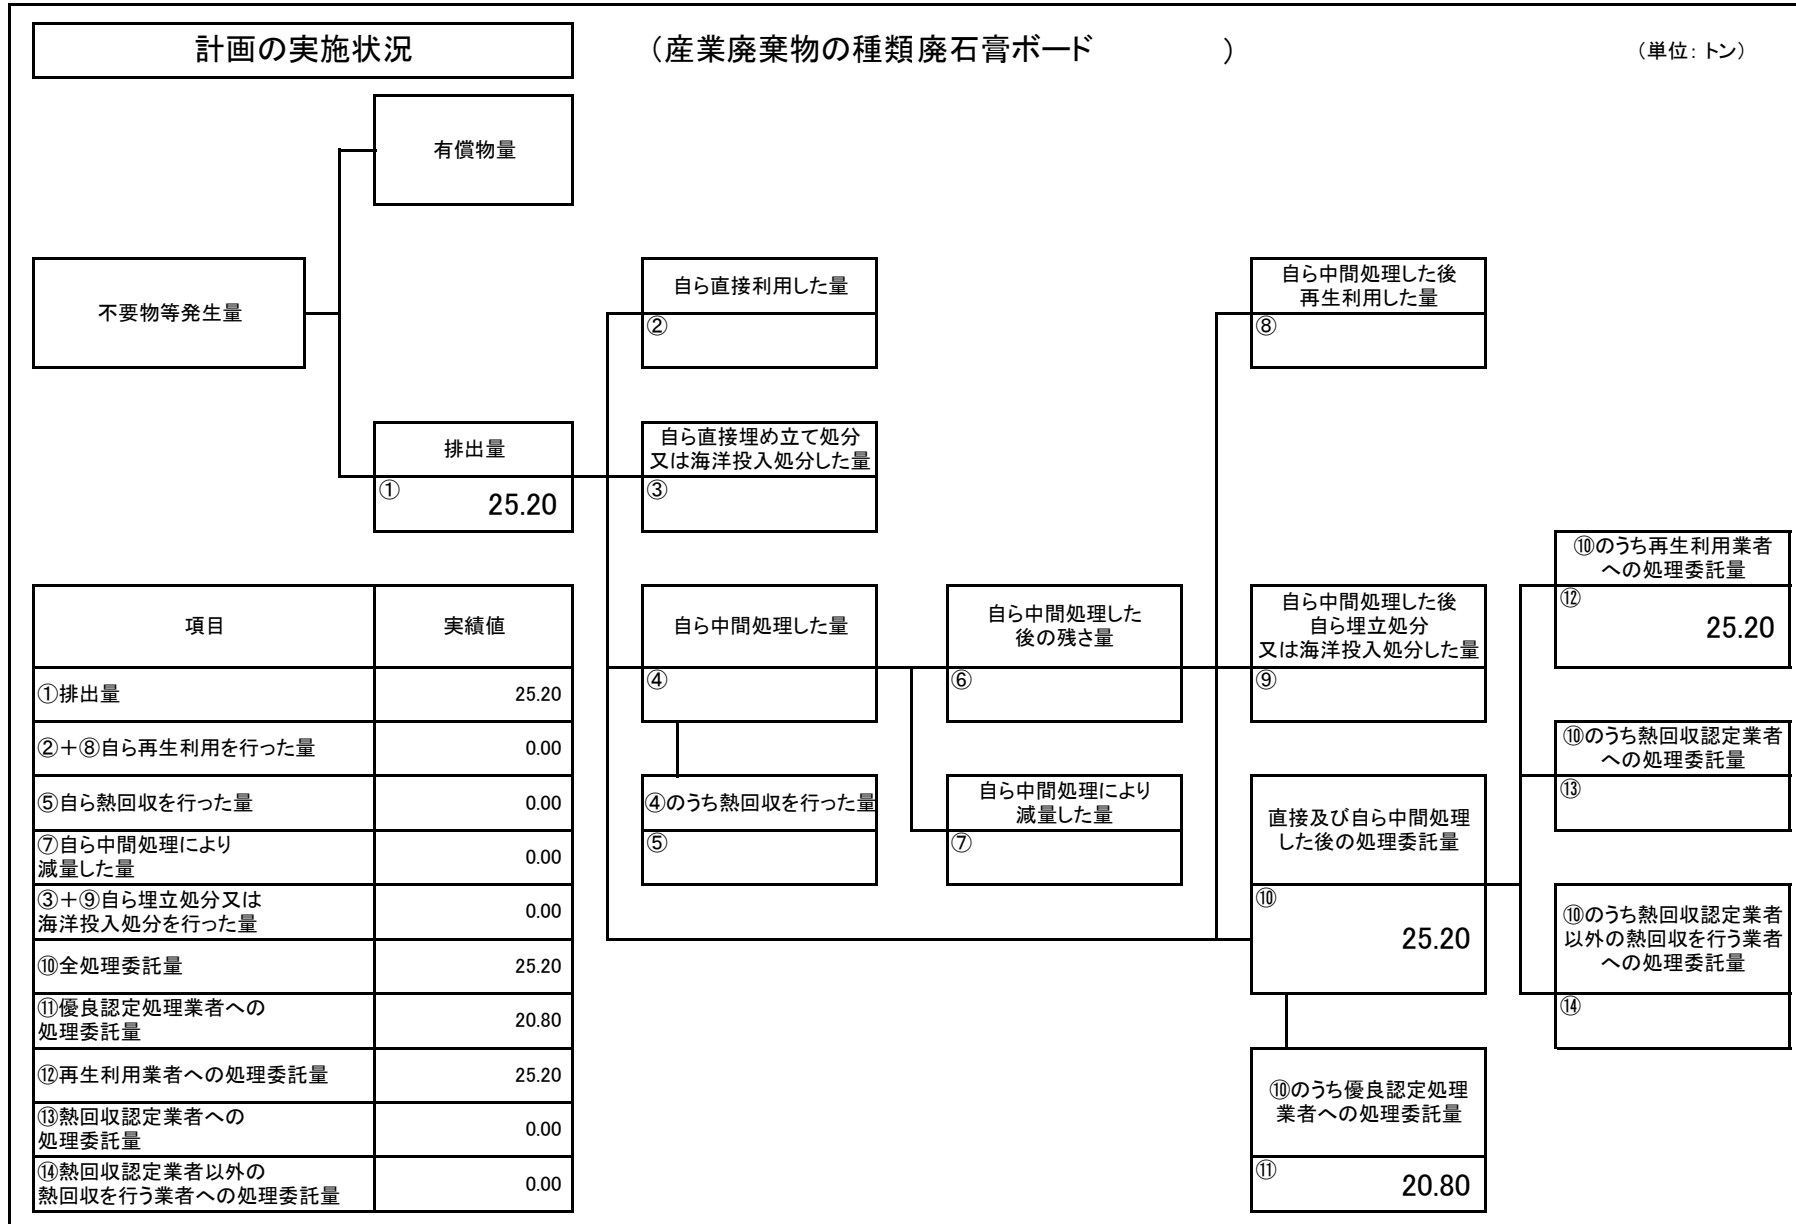 計画の実施状況
（産業廃棄物の種類廃石膏ボード　　　　　）
（単位：トン）
有償物量
不要物等発生量
自ら直接利用した量
②
自ら中間処理した後
再生利用した量
⑧
排出量
①
25.20
自ら直接埋め立て処分
又は海洋投入処分した量
③
⑩のうち再生利用業者
への処理委託量
⑫
25.20
自ら中間処理した量
④
自ら中間処理した
後の残さ量
⑥
自ら中間処理した後
自ら埋立処分
又は海洋投入処分した量
⑨
⑩のうち熱回収認定業者
への処理委託量
⑬
④のうち熱回収を行った量
⑤
自ら中間処理により
減量した量
⑦
直接及び自ら中間処理
した後の処理委託量
⑩
25.20
⑩のうち熱回収認定業者
以外の熱回収を行う業者
への処理委託量
⑭
⑩のうち優良認定処理
業者への処理委託量
⑪
20.80
項目 実績値
①排出量 25.20
②＋⑧自ら再生利用を行った量 0.00
⑤自ら熱回収を行った量 0.00
⑦自ら中間処理により
減量した量 0.00
③＋⑨自ら埋立処分又は
海洋投入処分を行った量 0.00
⑩全処理委託量 25.20
⑪優良認定処理業者への
処理委託量 20.80
⑫再生利用業者への処理委託量 25.20
⑬熱回収認定業者への
処理委託量 0.00
⑭熱回収認定業者以外の
熱回収を行う業者への処理委託量 0.00